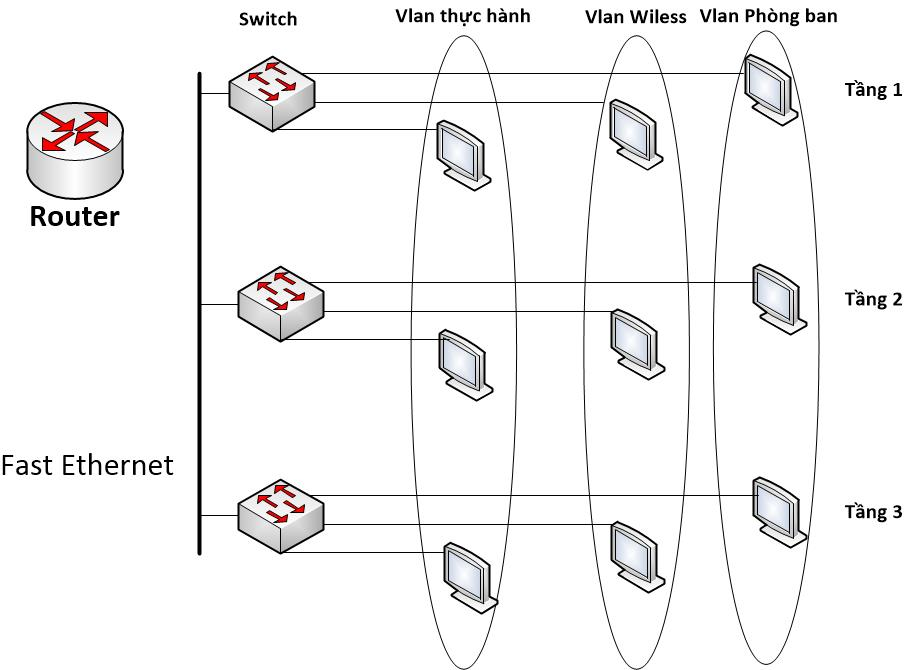 Switch
Vlan thực hành
Vlan Wiless
Vlan Phòng ban
Tầng 1
Router
Tầng 2
Fast Ethernet
Tầng 3